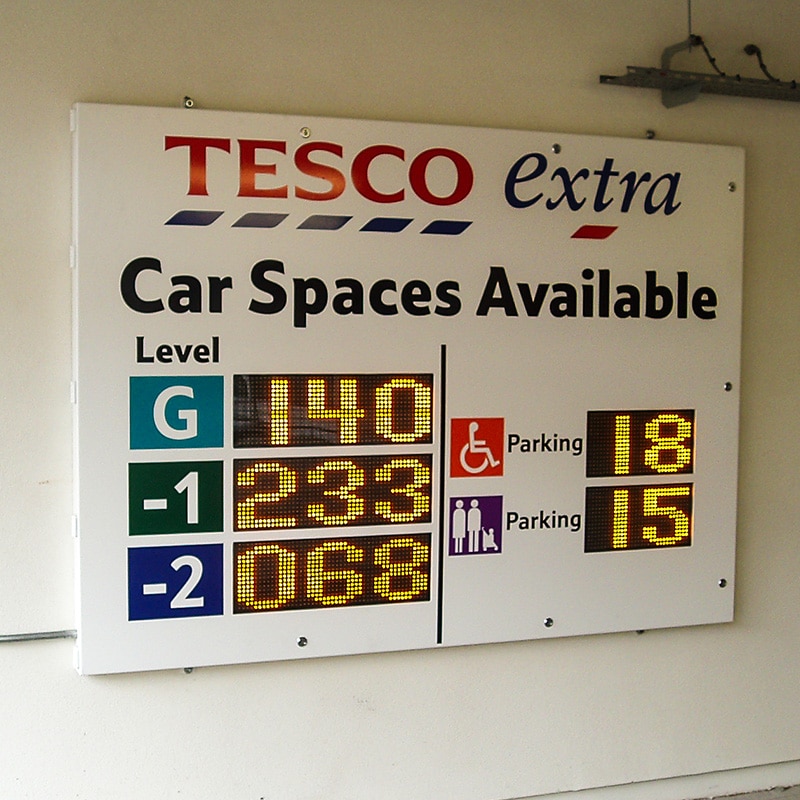 TESCO extra
Car Spaces Available
Level
G 140
-1 233
-2 068
Parking 18
Parking 15